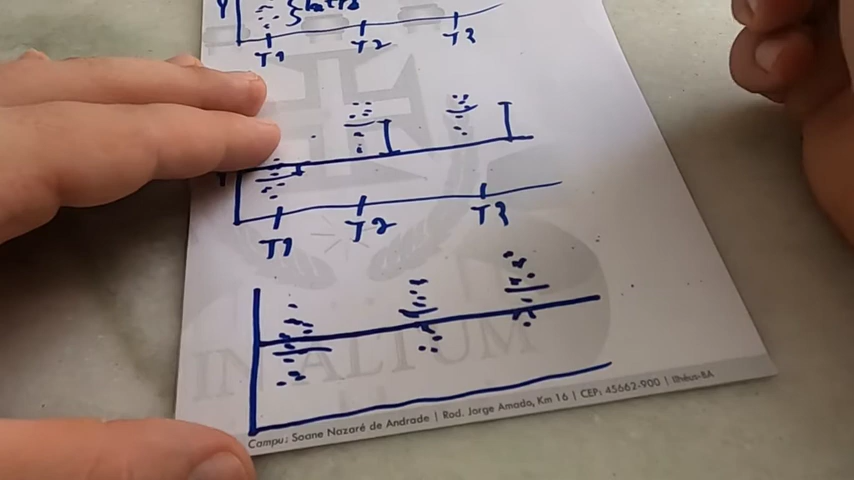 Y
T1 T2 T3
T1 T2 T3
IN ALTUM
Campus Soane Nazaré de Andrade | Rod. Jorge Amado, Km 16 | CEP: 45662-900 | Ilhéus-BA